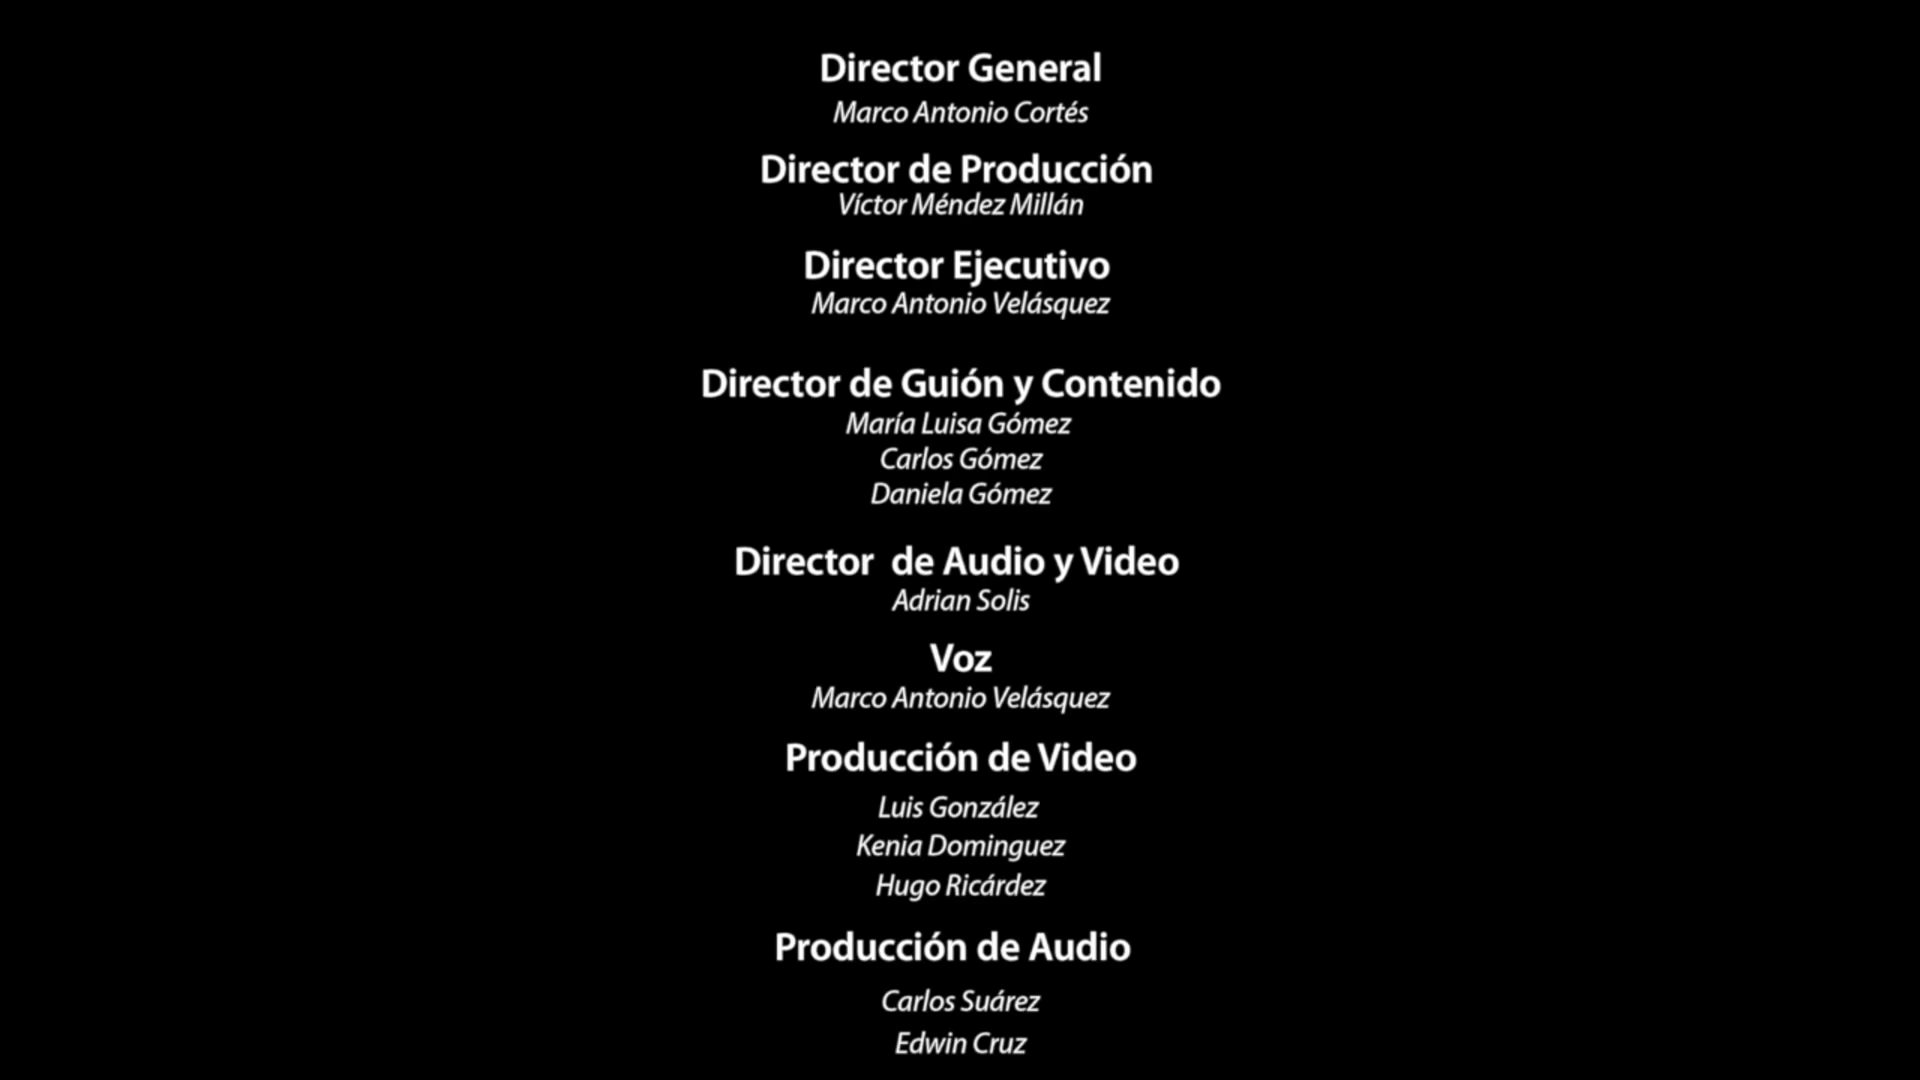 Director General
Marco Antonio Cortés
Director de Producción
Víctor Méndez Millán
Director Ejecutivo
Marco Antonio Velásquez
Director de Guión y Contenido
María Luisa Gómez
Carlos Gómez
Daniela Gómez
Director de Audio y Video
Adrian Solis
Voz
Marco Antonio Velásquez
Producción de Video
Luis González
Kenia Dominguez
Hugo Ricárdez
Producción de Audio
Carlos Suárez
Edwin Cruz